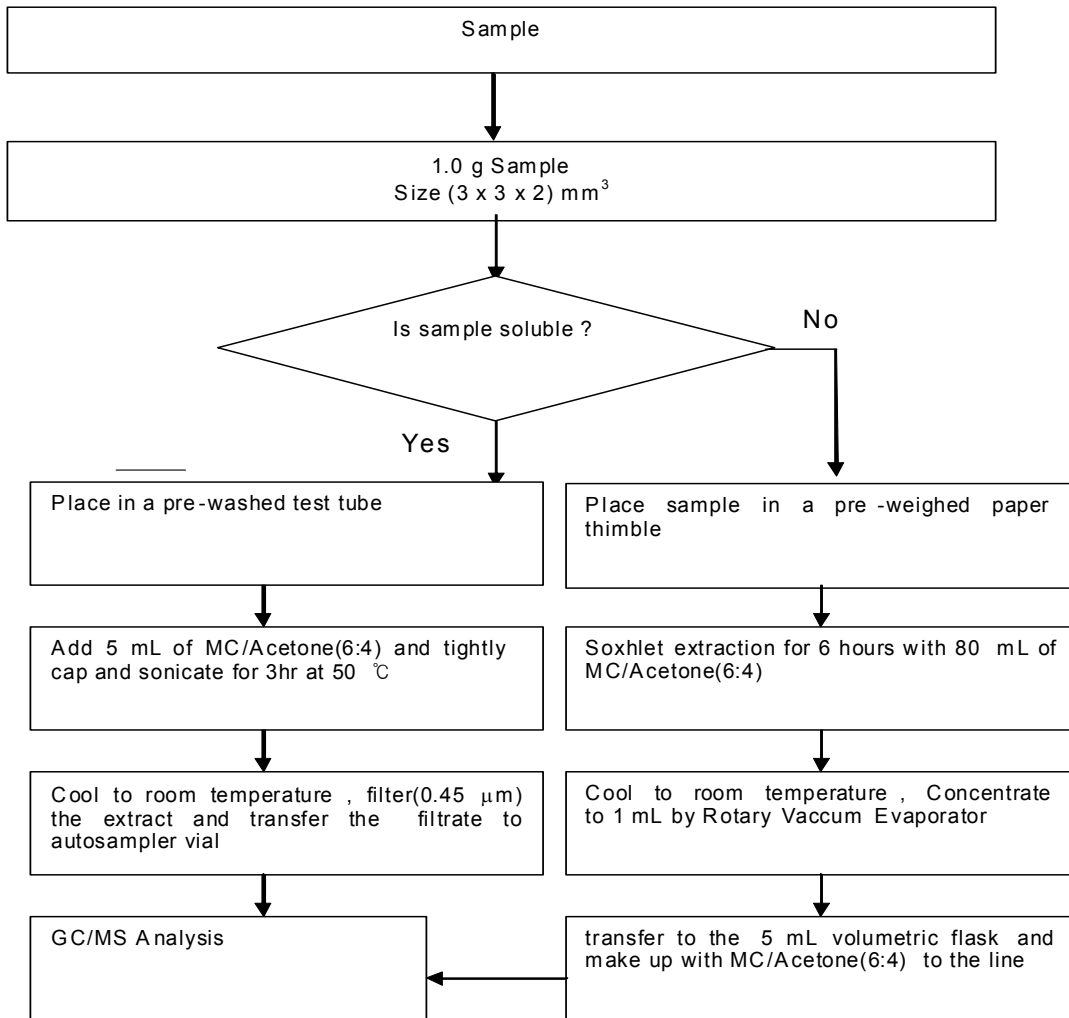 Sample
1.0 g Sample
Size (3 x 3 x 2) mm³
Is sample soluble ?
No
Yes
Place in a pre-washed test tube
Place sample in a pre-weighed paper
thimble
Add 5 mL of MC/Acetone(6:4) and tightly
cap and sonicate for 3hr at 50 ℃
Soxhlet extraction for 6 hours with 80 mL of
MC/Acetone(6:4)
Cool to room temperature , filter(0.45 μm)
the extract and transfer the filtrate to
autosampler vial
Cool to room temperature , Concentrate
to 1 mL by Rotary Vaccum Evaporator
GC/MS Analysis
transfer to the 5 mL volumetric flask and
make up with MC/Acetone(6:4) to the line